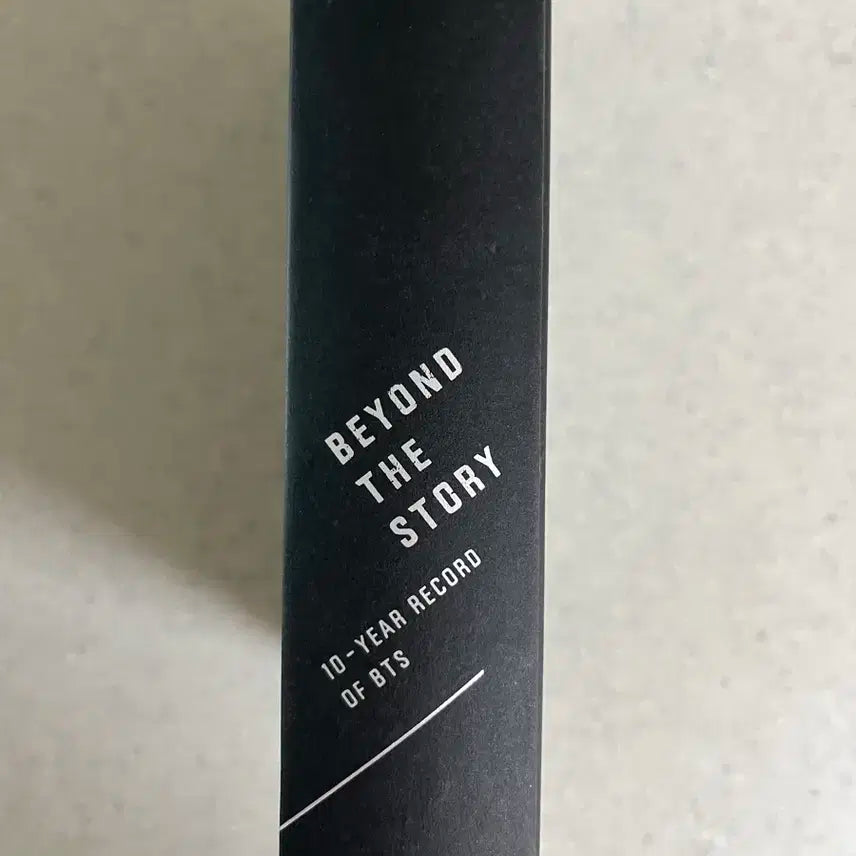 BEYOND
THE
STORY
10-YEAR RECORD
OF BTS